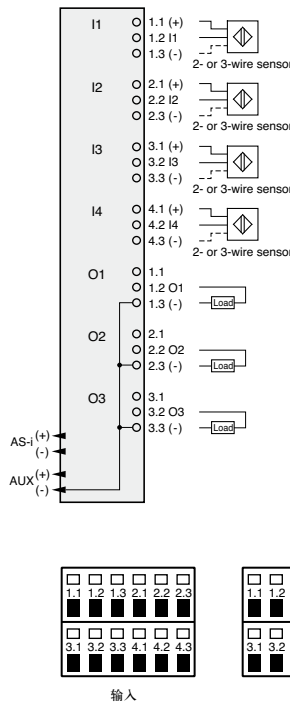 I1
1.1 (+)
1.2 I1
1.3 (-)
2- or 3-wire sensor
I2
2.1 (+)
2.2 I2
2.3 (-)
2- or 3-wire sensor
I3
3.1 (+)
3.2 I3
3.3 (-)
2- or 3-wire sensor
I4
4.1 (+)
4.2 I4
4.3 (-)
2- or 3-wire sensor
O1
1.1
1.2 O1
1.3 (-)
Load
O2
2.1
2.2 O2
2.3 (-)
Load
O3
3.1
3.2 O3
3.3 (-)
Load
AS-i (+)
(-)
AUX (+)
(-)
1.1 1.2 1.3 2.1 2.2 2.3
3.1 3.2 3.3 4.1 4.2 4.3
输入
1.1 1.2
3.1 3.2